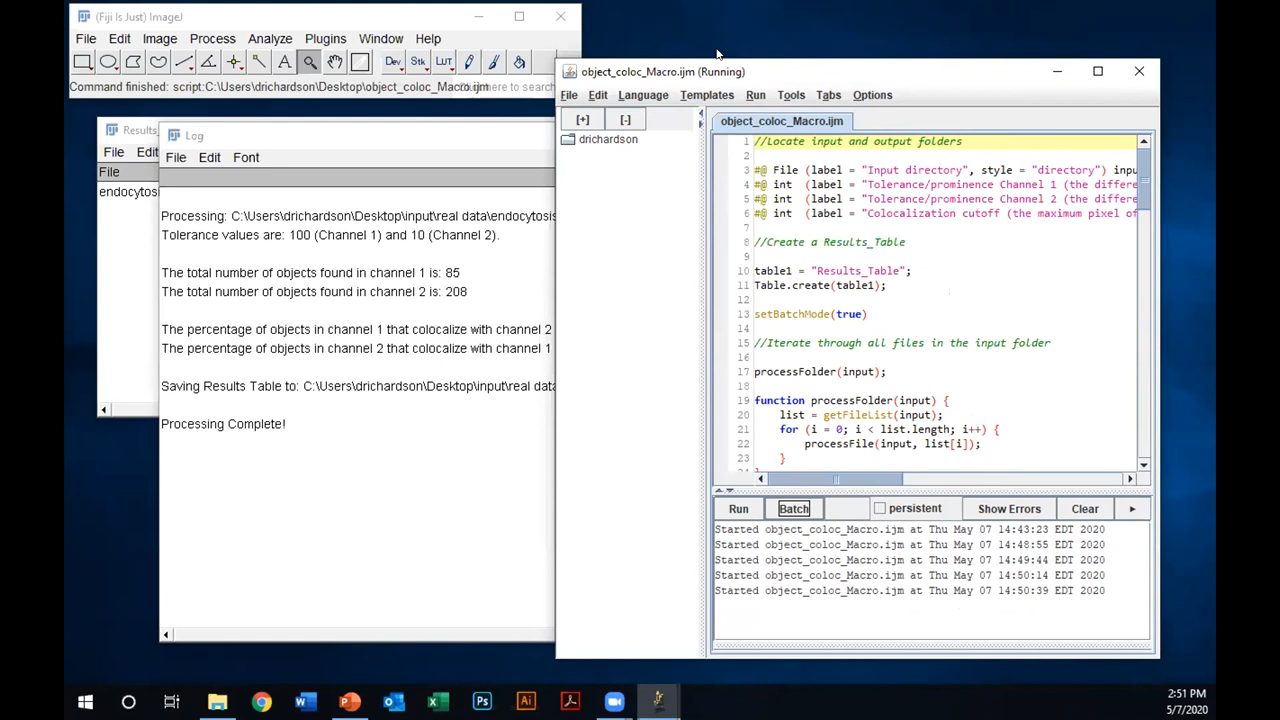 (Fiji Is Just) ImageJ
File Edit Image Process Analyze Plugins Window Help
Dev Stk LUT
Command finished: script:C:\Users\drichardson\Desktop\object_coloc_Macro.ijm
Results_
File Edit
File
endocytosi
Log
File Edit Font
Processing: C:\Users\drichardson\Desktop\input\real data\endocytosis
Tolerance values are: 100 (Channel 1) and 10 (Channel 2).
The total number of objects found in channel 1 is: 85
The total number of objects found in channel 2 is: 208
The percentage of objects in channel 1 that colocalize with channel 2
The percentage of objects in channel 2 that colocalize with channel 1
Saving Results Table to: C:\Users\drichardson\Desktop\input\real data
Processing Complete!
object_coloc_Macro.ijm (Running)
File Edit Language Templates Run Tools Tabs Options
[+] [-]
drichardson
object_coloc_Macro.ijm
1 //Locate input and output folders
2
3 #@ File (label = "Input directory", style = "directory") inpu
4 #@ int (label = "Tolerance/prominence Channel 1 (the differe
5 #@ int (label = "Tolerance/prominence Channel 2 (the differe
6 #@ int (label = "Colocalization cutoff (the maximum pixel of
7
8 //Create a Results_Table
9
10 table1 = "Results_Table";
11 Table.create(table1);
12
13 setBatchMode(true)
14
15 //Iterate through all files in the input folder
16
17 processFolder(input);
18
19 function processFolder(input) {
20 list = getFileList(input);
21 for (i = 0; i < list.length; i++) {
22 processFile(input, list[i]);
23 }
Run Batch persistent Show Errors Clear
Started object_coloc_Macro.ijm at Thu May 07 14:43:23 EDT 2020
Started object_coloc_Macro.ijm at Thu May 07 14:48:55 EDT 2020
Started object_coloc_Macro.ijm at Thu May 07 14:49:44 EDT 2020
Started object_coloc_Macro.ijm at Thu May 07 14:50:14 EDT 2020
Started object_coloc_Macro.ijm at Thu May 07 14:50:39 EDT 2020
2:51 PM
5/7/2020